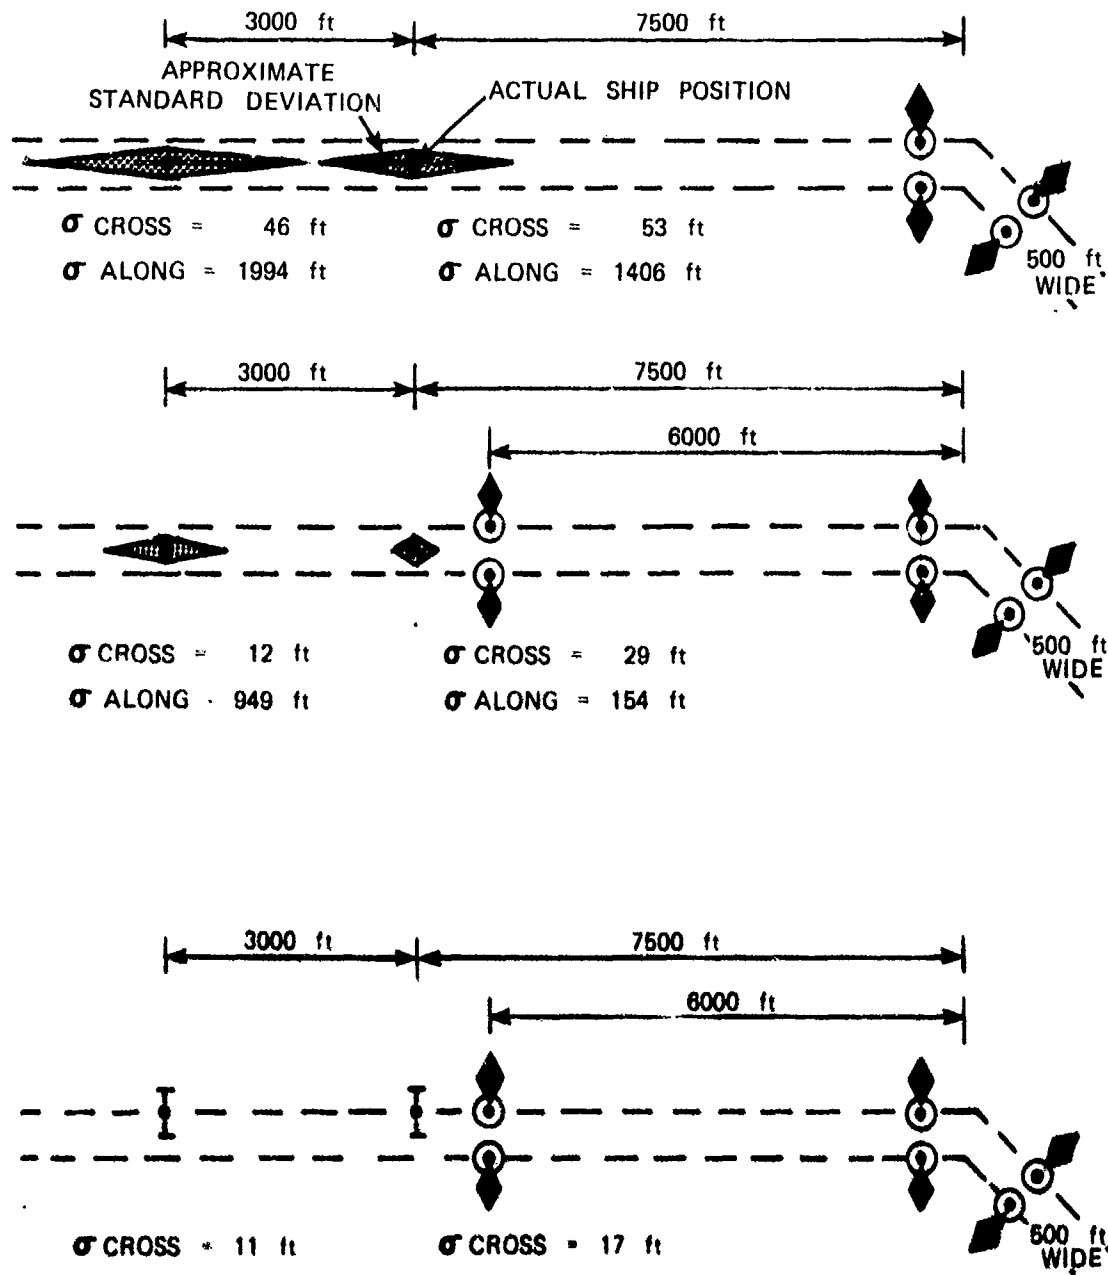 3000 ft
7500 ft
APPROXIMATE
STANDARD DEVIATION
ACTUAL SHIP POSITION
σ CROSS = 46 ft
σ CROSS = 53 ft
σ ALONG = 1994 ft
σ ALONG = 1406 ft
500 ft
WIDE
3000 ft
7500 ft
6000 ft
σ CROSS = 12 ft
σ CROSS = 29 ft
σ ALONG · 949 ft
σ ALONG = 154 ft
500 ft
WIDE
3000 ft
7500 ft
6000 ft
σ CROSS = 11 ft
σ CROSS = 17 ft
500 ft
WIDE